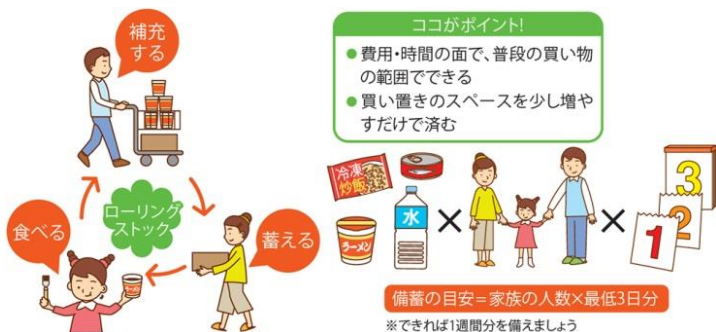 補充
する
ローリング
ストック
食べる
ラーメン
蓄える
ココがポイント!
●費用・時間の面で、普段の買い物
の範囲でできる
●買い置きのスペースを少し増や
すだけで済む
冷凍
炒飯
ラーメン
水
×
×
1
2
3
備蓄の目安=家族の人数×最低3日分
※できれば1週間分を備えましょう